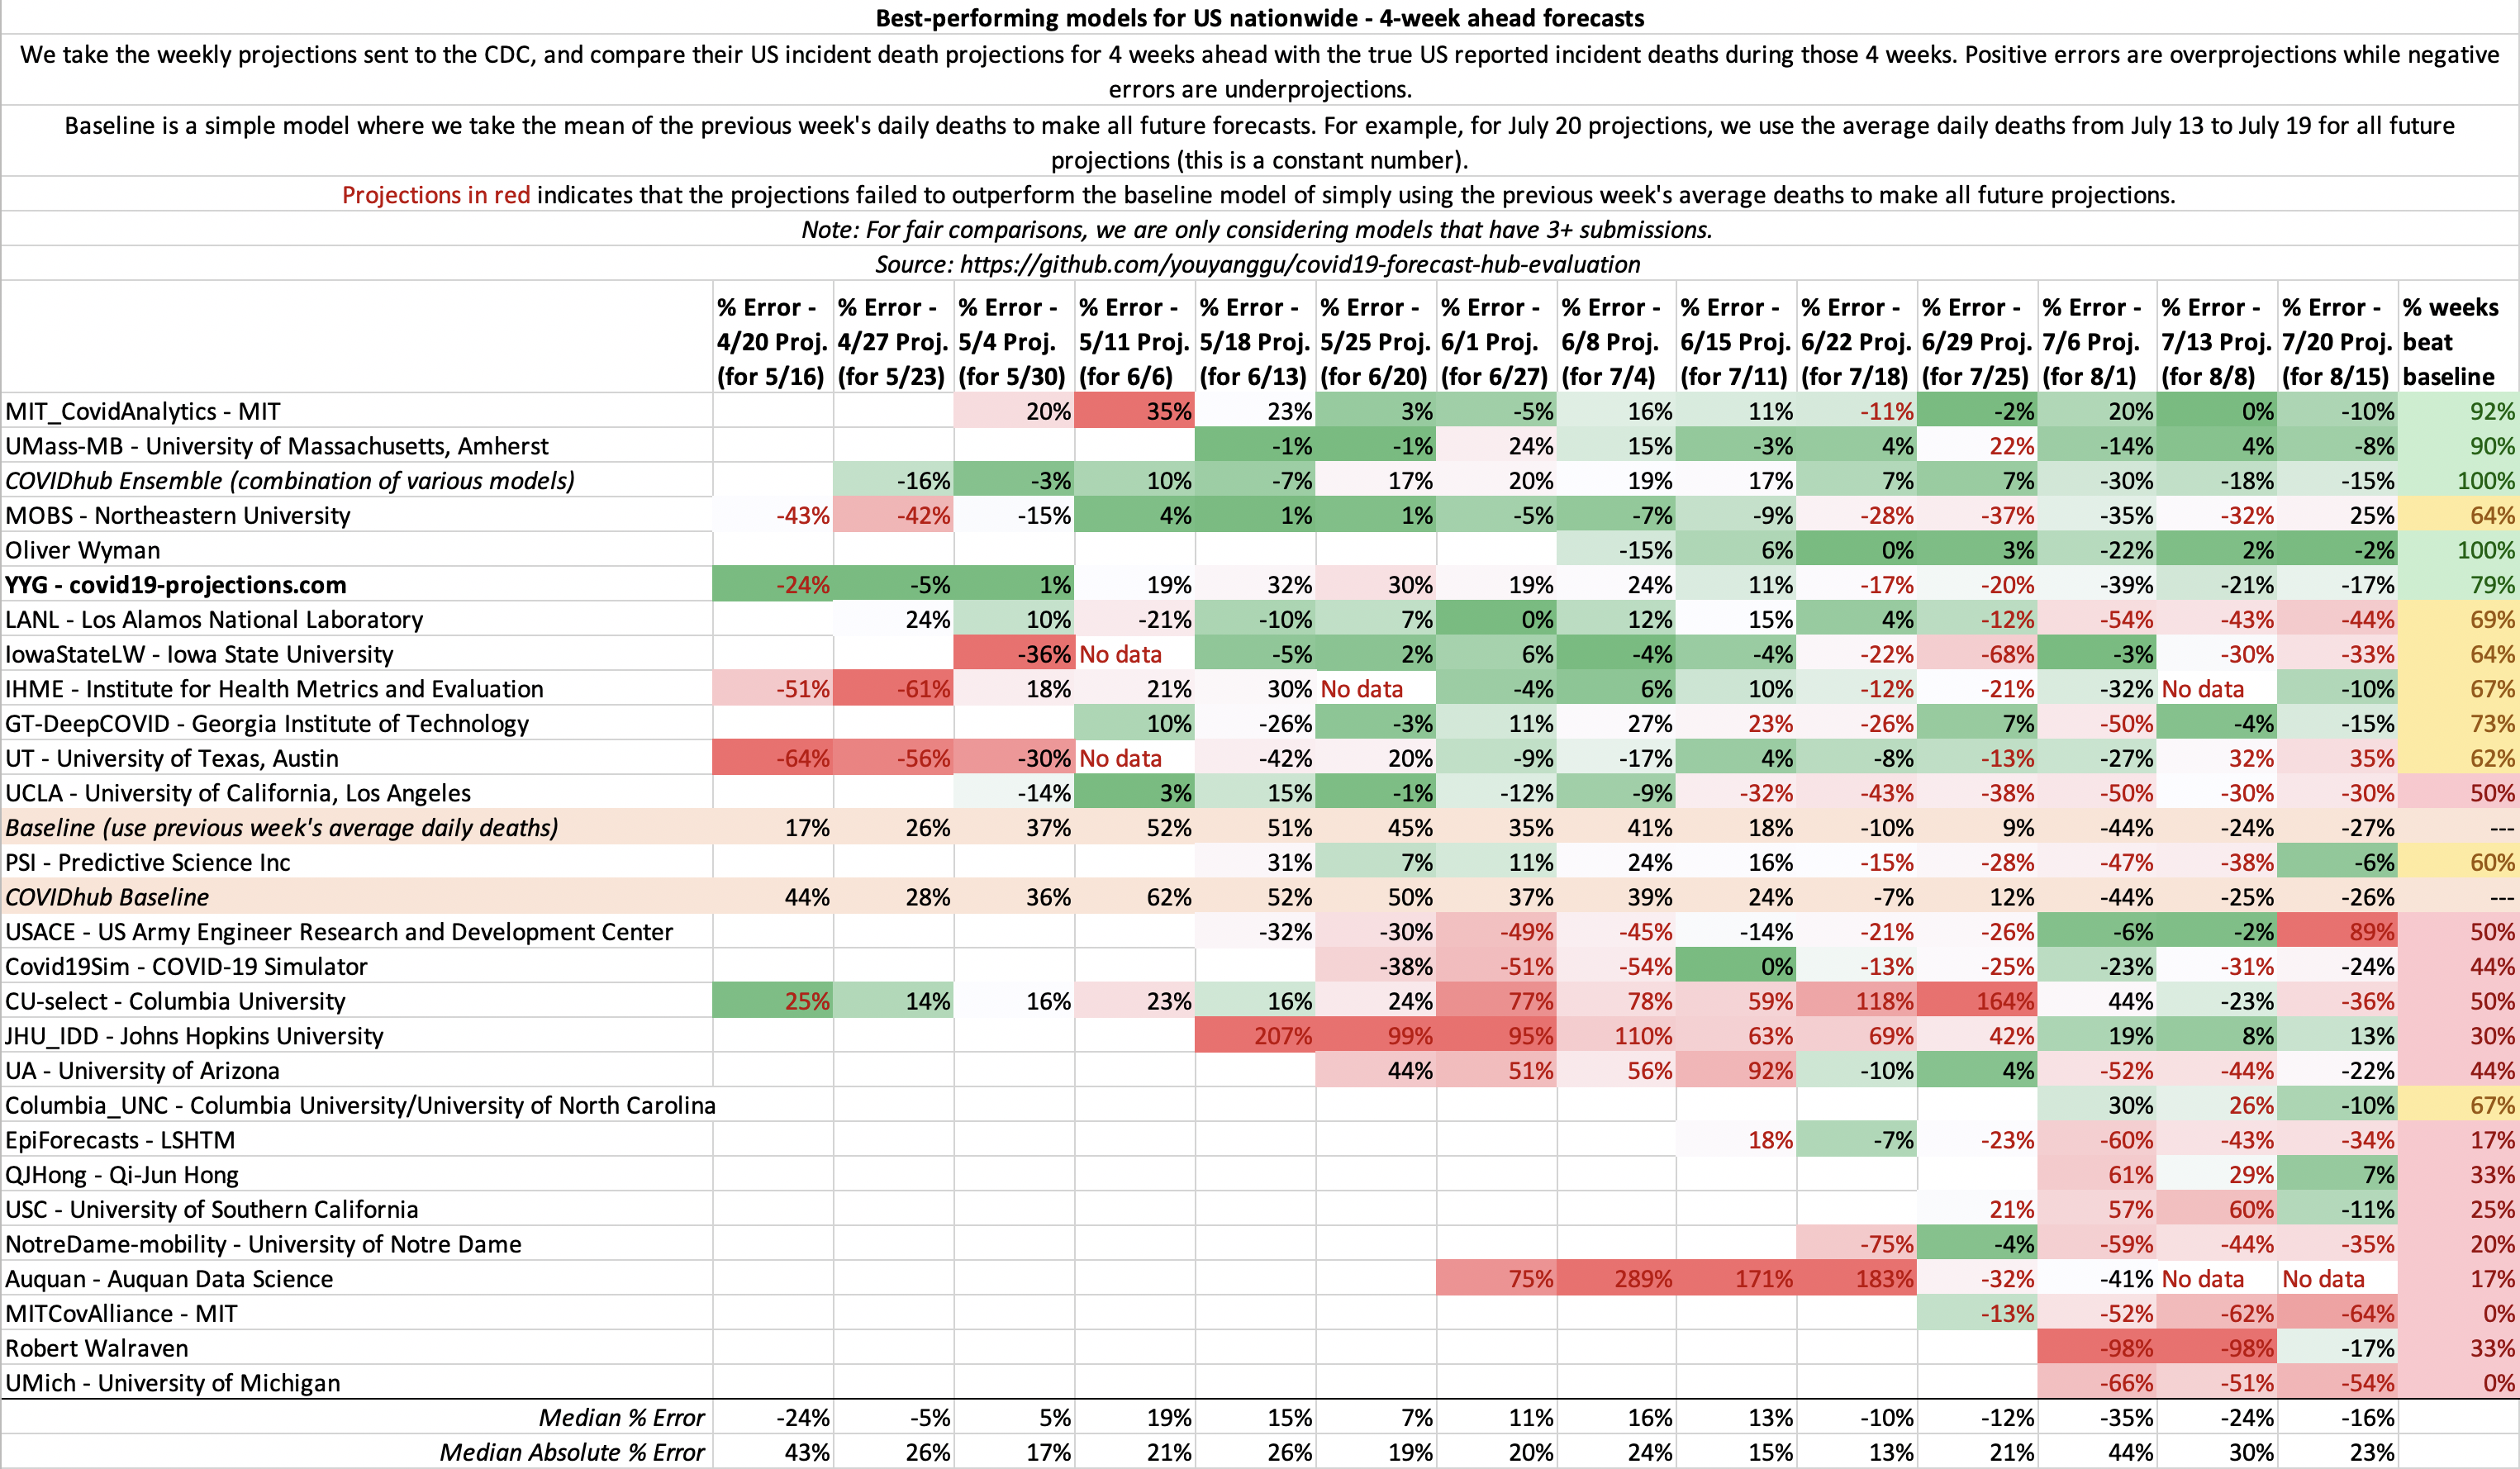 Best-performing models for US nationwide - 4-week ahead forecasts
We take the weekly projections sent to the CDC, and compare their US incident death projections for 4 weeks ahead with the true US reported incident deaths during those 4 weeks. Positive errors are overprojections while negative
errors are underprojections.
Baseline is a simple model where we take the mean of the previous week's daily deaths to make all future forecasts. For example, for July 20 projections, we use the average daily deaths from July 13 to July 19 for all future
projections (this is a constant number).
Projections in red indicates that the projections failed to outperform the baseline model of simply using the previous week's average deaths to make all future projections.
Note: For fair comparisons, we are only considering models that have 3+ submissions.
Source: https://github.com/youyanggu/covid19-forecast-hub-evaluation
% Error - % Error - % Error - % Error - % Error - % Error - % Error - % Error - % Error - % Error - % Error - % Error - % Error - % Error - % weeks
4/20 Proj. 4/27 Proj. 5/4 Proj. 5/11 Proj. 5/18 Proj. 5/25 Proj. 6/1 Proj. 6/8 Proj. 6/15 Proj. 6/22 Proj. 6/29 Proj. 7/6 Proj. 7/13 Proj. 7/20 Proj. beat
(for 5/16) (for 5/23) (for 5/30) (for 6/6) (for 6/13) (for 6/20) (for 6/27) (for 7/4) (for 7/11) (for 7/18) (for 7/25) (for 8/1) (for 8/8) (for 8/15) baseline
MIT_CovidAnalytics - MIT 20% 35% 23% 3% -5% 16% 11% -11% -2% 20% 0% -10% 92%
UMass-MB - University of Massachusetts, Amherst -1% -1% 24% 15% -3% 4% 22% -14% 4% -8% 90%
COVIDhub Ensemble (combination of various models) -16% -3% 10% -7% 17% 20% 19% 17% 7% 7% -30% -18% -15% 100%
MOBS - Northeastern University -43% -42% -15% 4% 1% 1% -5% -7% -9% -28% -37% -35% -32% 25% 64%
Oliver Wyman -15% 6% 0% 3% -22% 2% -2% 100%
YYG - covid19-projections.com -24% -5% 1% 19% 32% 30% 19% 24% 11% -17% -20% -39% -21% -17% 79%
LANL - Los Alamos National Laboratory 24% 10% -21% -10% 7% 0% 12% 15% 4% -12% -54% -43% -44% 69%
IowaStateLW - Iowa State University -36% No data -5% 2% 6% -4% -4% -22% -68% -3% -30% -33% 64%
IHME - Institute for Health Metrics and Evaluation -51% -61% 18% 21% 30% No data -4% 6% 10% -12% -21% -32% No data -10% 67%
GT-DeepCOVID - Georgia Institute of Technology 10% -26% -3% 11% 27% 23% -26% 7% -50% -4% -15% 73%
UT - University of Texas, Austin -64% -56% -30% No data -42% 20% -9% -17% 4% -8% -13% -27% 32% 35% 62%
UCLA - University of California, Los Angeles -14% 3% 15% -1% -12% -9% -32% -43% -38% -50% -30% -30% 50%
Baseline (use previous week's average daily deaths) 17% 26% 37% 52% 51% 45% 35% 41% 18% -10% 9% -44% -24% -27% ---
PSI - Predictive Science Inc 31% 7% 11% 24% 16% -15% -28% -47% -38% -6% 60%
COVIDhub Baseline 44% 28% 36% 62% 52% 50% 37% 39% 24% -7% 12% -44% -25% -26% ---
USACE - US Army Engineer Research and Development Center -32% -30% -49% -45% -14% -21% -26% -6% -2% 89% 50%
Covid19Sim - COVID-19 Simulator -38% -51% -54% 0% -13% -25% -23% -31% -24% 44%
CU-select - Columbia University 25% 14% 16% 23% 16% 24% 77% 78% 59% 118% 164% 44% -23% -36% 50%
JHU_IDD - Johns Hopkins University 207% 99% 95% 110% 63% 69% 42% 19% 8% 13% 30%
UA - University of Arizona 44% 51% 56% 92% -10% 4% -52% -44% -22% 44%
Columbia_UNC - Columbia University/University of North Carolina 30% 26% -10% 67%
EpiForecasts - LSHTM 18% -7% -23% -60% -43% -34% 17%
QJHong - Qi-Jun Hong 61% 29% 7% 33%
USC - University of Southern California 21% 57% 60% -11% 25%
NotreDame-mobility - University of Notre Dame -75% -4% -59% -44% -35% 20%
Auquan - Auquan Data Science 75% 289% 171% 183% -32% -41% No data No data 17%
MITCovAlliance - MIT -13% -52% -62% -64% 0%
Robert Walraven -98% -98% -17% 33%
UMich - University of Michigan -66% -51% -54% 0%
Median % Error -24% -5% 5% 19% 15% 7% 11% 16% 13% -10% -12% -35% -24% -16%
Median Absolute % Error 43% 26% 17% 21% 26% 19% 20% 24% 15% 13% 21% 44% 30% 23%